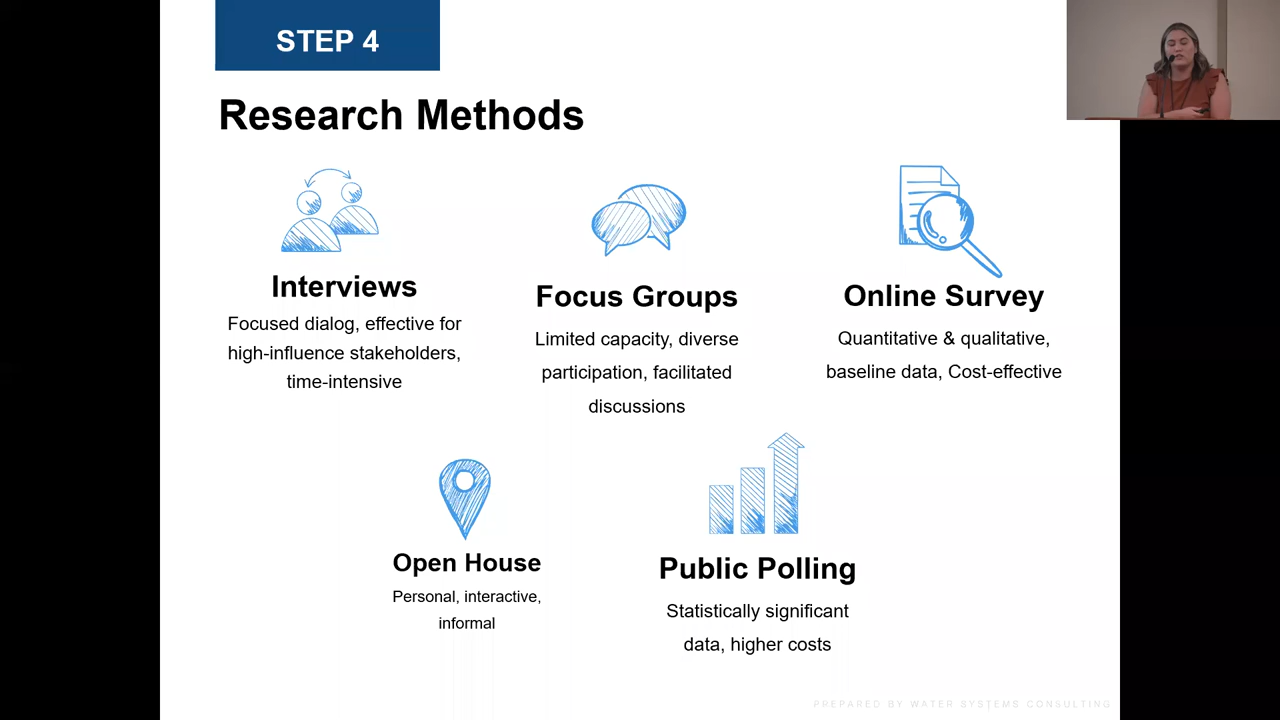 STEP 4
Research Methods
Interviews
Focused dialog, effective for
high-influence stakeholders,
time-intensive
Focus Groups
Limited capacity, diverse
participation, facilitated
discussions
Online Survey
Quantitative & qualitative,
baseline data, Cost-effective
Open House
Personal, interactive,
informal
Public Polling
Statistically significant
data, higher costs
PREPARED BY WATER SYSTEMS CONSULTING